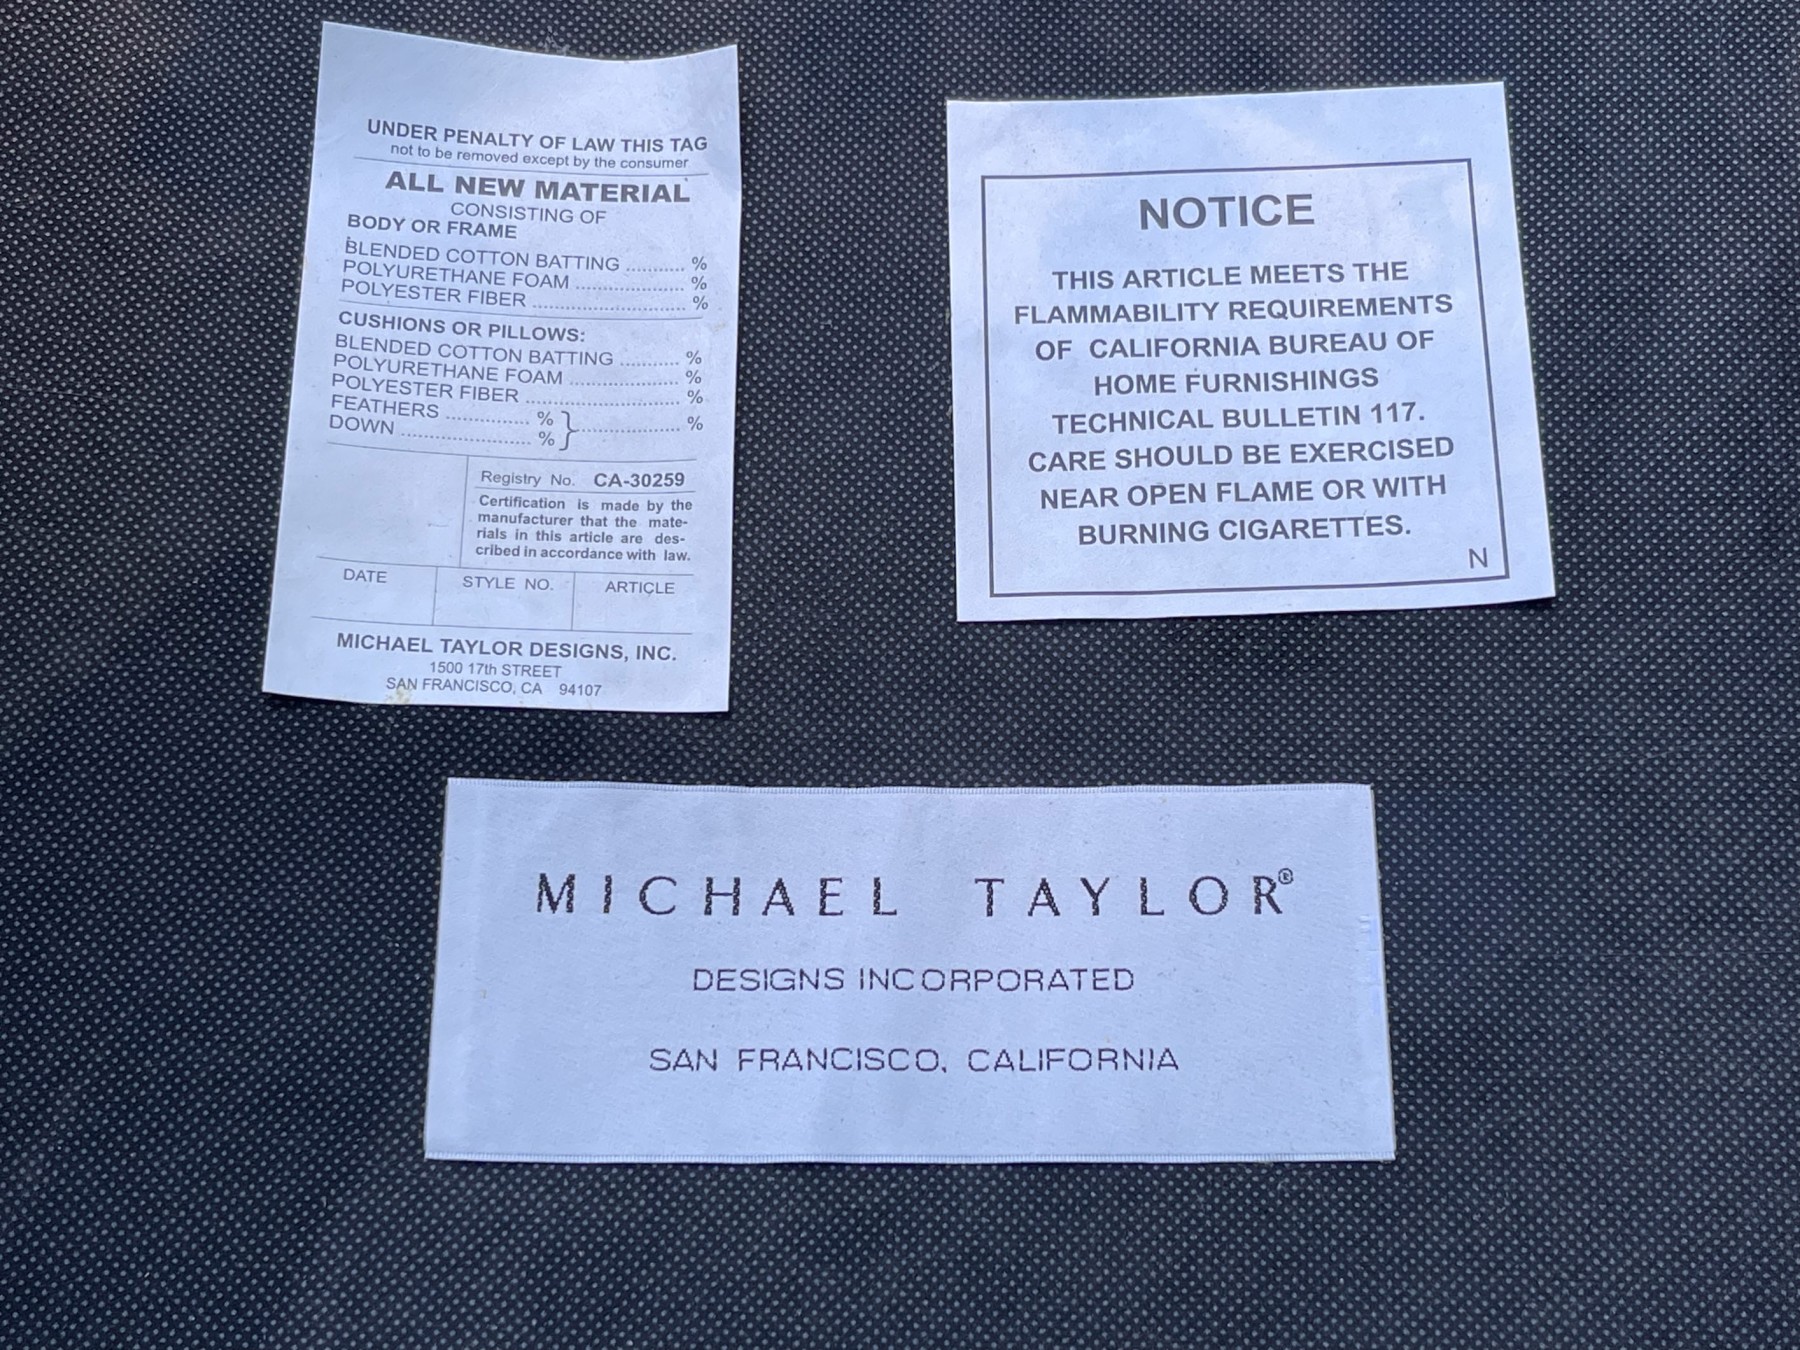 UNDER PENALTY OF LAW THIS TAG
not to be removed except by the consumer
ALL NEW MATERIAL
CONSISTING OF
BODY OR FRAME
BLENDED COTTON BATTING .......... %
POLYURETHANE FOAM ................... %
POLYESTER FIBER ........................... %
CUSHIONS OR PILLOWS:
BLENDED COTTON BATTING .......... %
POLYURETHANE FOAM ................... %
POLYESTER FIBER ........................... %
FEATHERS .............. % } ................. %
DOWN ...................... %
Registry No. CA-30259
Certification is made by the
manufacturer that the mate-
rials in this article are des-
cribed in accordance with law.
DATE STYLE NO. ARTICLE
MICHAEL TAYLOR DESIGNS, INC.
1500 17th STREET
SAN FRANCISCO, CA 94107
NOTICE
THIS ARTICLE MEETS THE
FLAMMABILITY REQUIREMENTS
OF CALIFORNIA BUREAU OF
HOME FURNISHINGS
TECHNICAL BULLETIN 117.
CARE SHOULD BE EXERCISED
NEAR OPEN FLAME OR WITH
BURNING CIGARETTES.
N
MICHAEL TAYLOR®
DESIGNS INCORPORATED
SAN FRANCISCO, CALIFORNIA